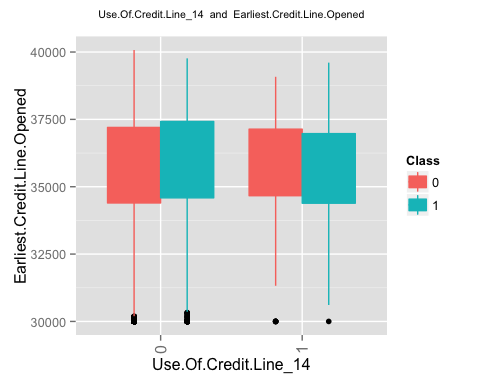 Use.Of.Credit.Line_14 and Earliest.Credit.Line.Opened
Earliest.Credit.Line.Opened
40000
37500
35000
32500
30000
0
1
Use.Of.Credit.Line_14
Class
0
1